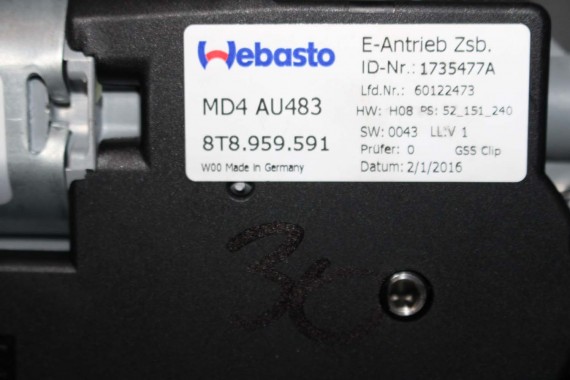 Webasto
MD4 AU483
8T8.959.591
W00 Made in Germany
E-Antrieb Zsb.
ID-Nr.: 1735477A
Lfd.Nr.: 60122473
HW: H08 PS: 52_151_240
SW: 0043 LL:V 1
Prüfer: 0 GSS Clip
Datum: 2/1/2016